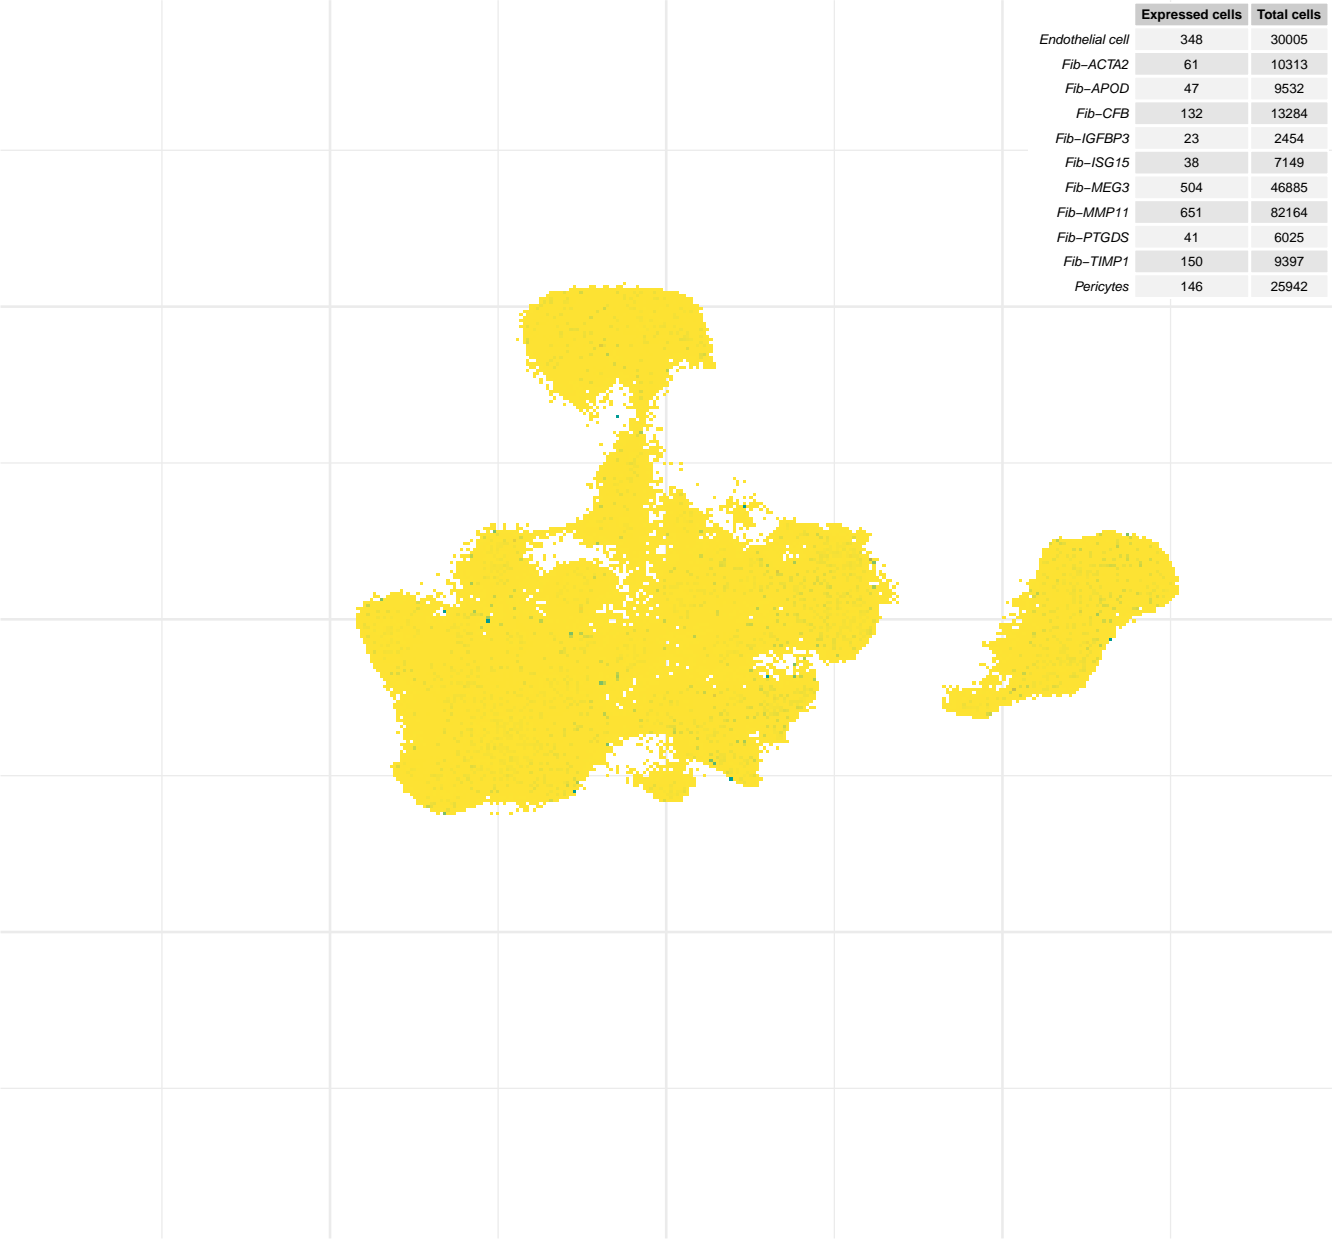 Expressed cells Total cells
Endothelial cell 348 30005
Fib−ACTA2 61 10313
Fib−APOD 47 9532
Fib−CFB 132 13284
Fib−IGFBP3 23 2454
Fib−ISG15 38 7149
Fib−MEG3 504 46885
Fib−MMP11 651 82164
Fib−PTGDS 41 6025
Fib−TIMP1 150 9397
Pericytes 146 25942